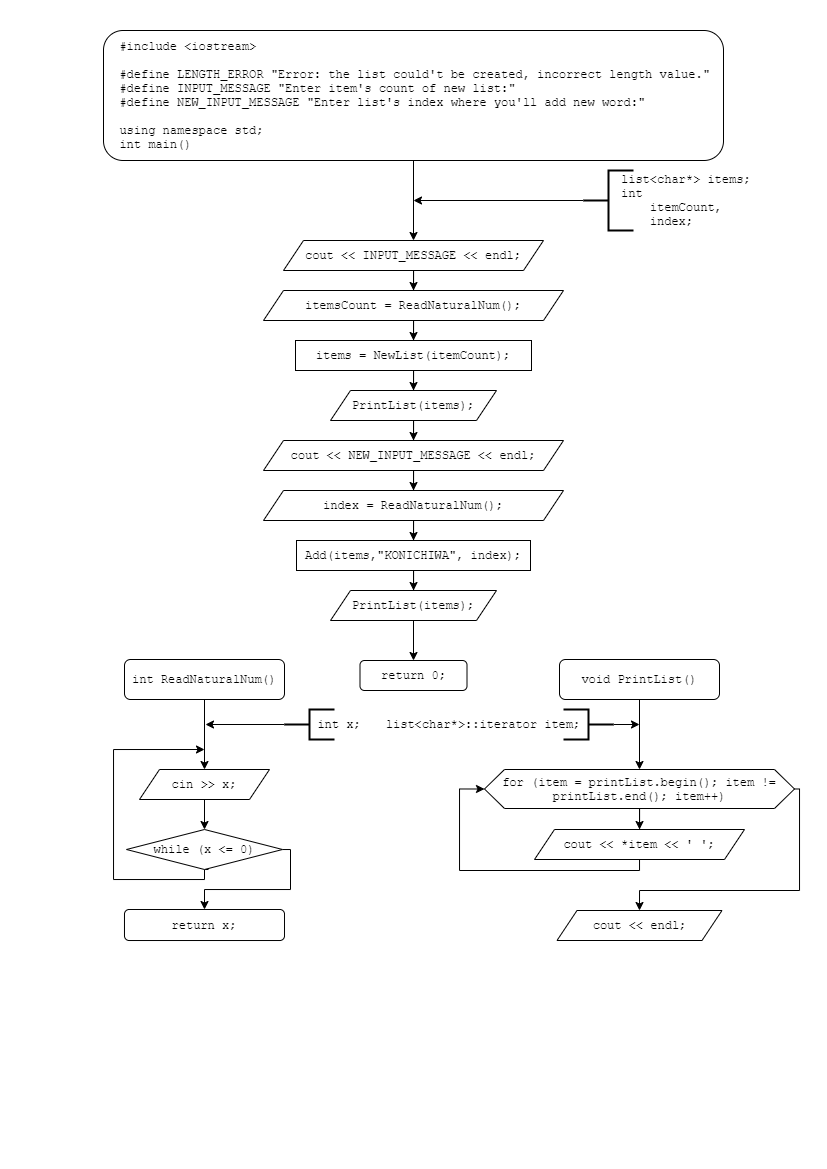 #include <iostream>
#define LENGTH_ERROR "Error: the list could't be created, incorrect length value."
#define INPUT_MESSAGE "Enter item's count of new list:"
#define NEW_INPUT_MESSAGE "Enter list's index where you'll add new word:"
using namespace std;
int main()
list<char*> items;
int
itemCount,
index;
cout << INPUT_MESSAGE << endl;
itemsCount = ReadNaturalNum();
items = NewList(itemCount);
PrintList(items);
cout << NEW_INPUT_MESSAGE << endl;
index = ReadNaturalNum();
Add(items,"KONICHIWA", index);
PrintList(items);
return 0;
int ReadNaturalNum()
int x;
cin >> x;
while (x <= 0)
return x;
void PrintList()
list<char*>::iterator item;
for (item = printList.begin(); item !=
printList.end(); item++)
cout << *item << ' ';
cout << endl;